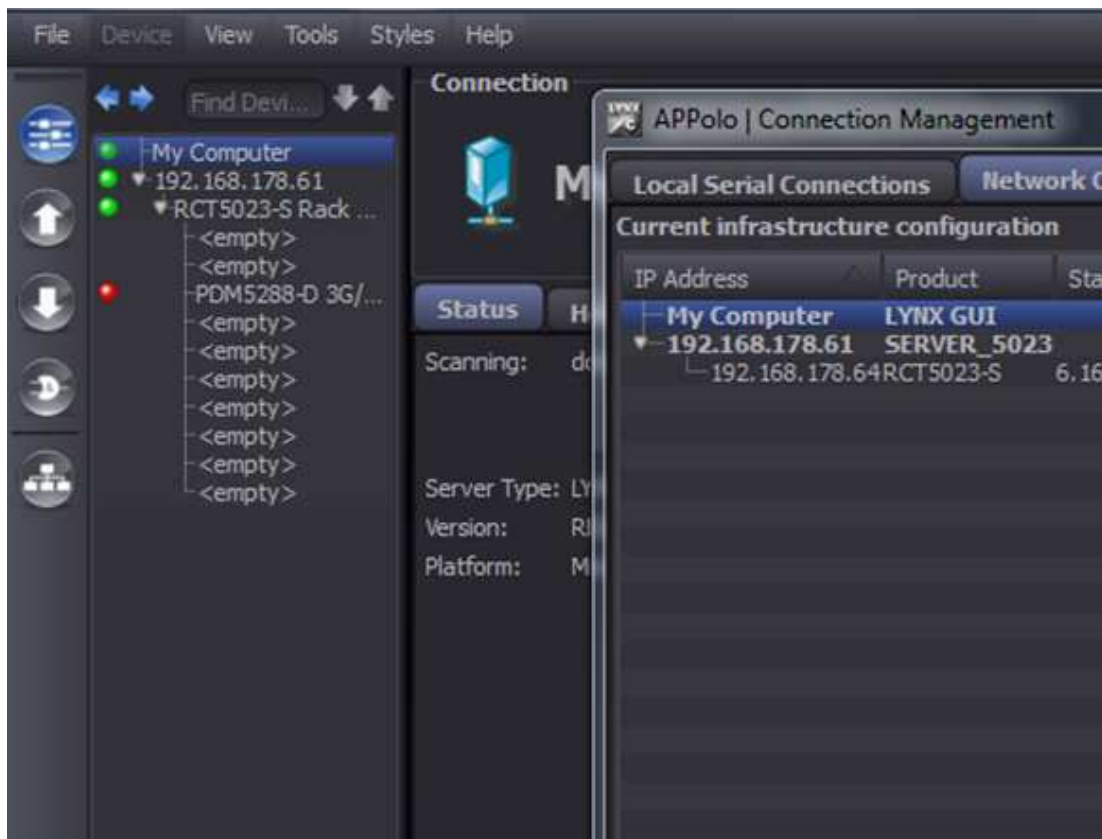 File Device View Tools Styles Help
Find Devi...
My Computer
192.168.178.61
RCT5023-S Rack ...
<empty>
<empty>
PDM5288-D 3G/...
<empty>
<empty>
<empty>
<empty>
<empty>
<empty>
<empty>
Connection
M
Status
Scanning:
Server Type: LY
Version:
Platform: M
LYNX
APPolo | Connection Management
Local Serial Connections Network C
Current infrastructure configuration
IP Address Product Sta
My Computer LYNX GUI
192.168.178.61 SERVER_5023
192.168.178.64 RCT5023-S 6.16